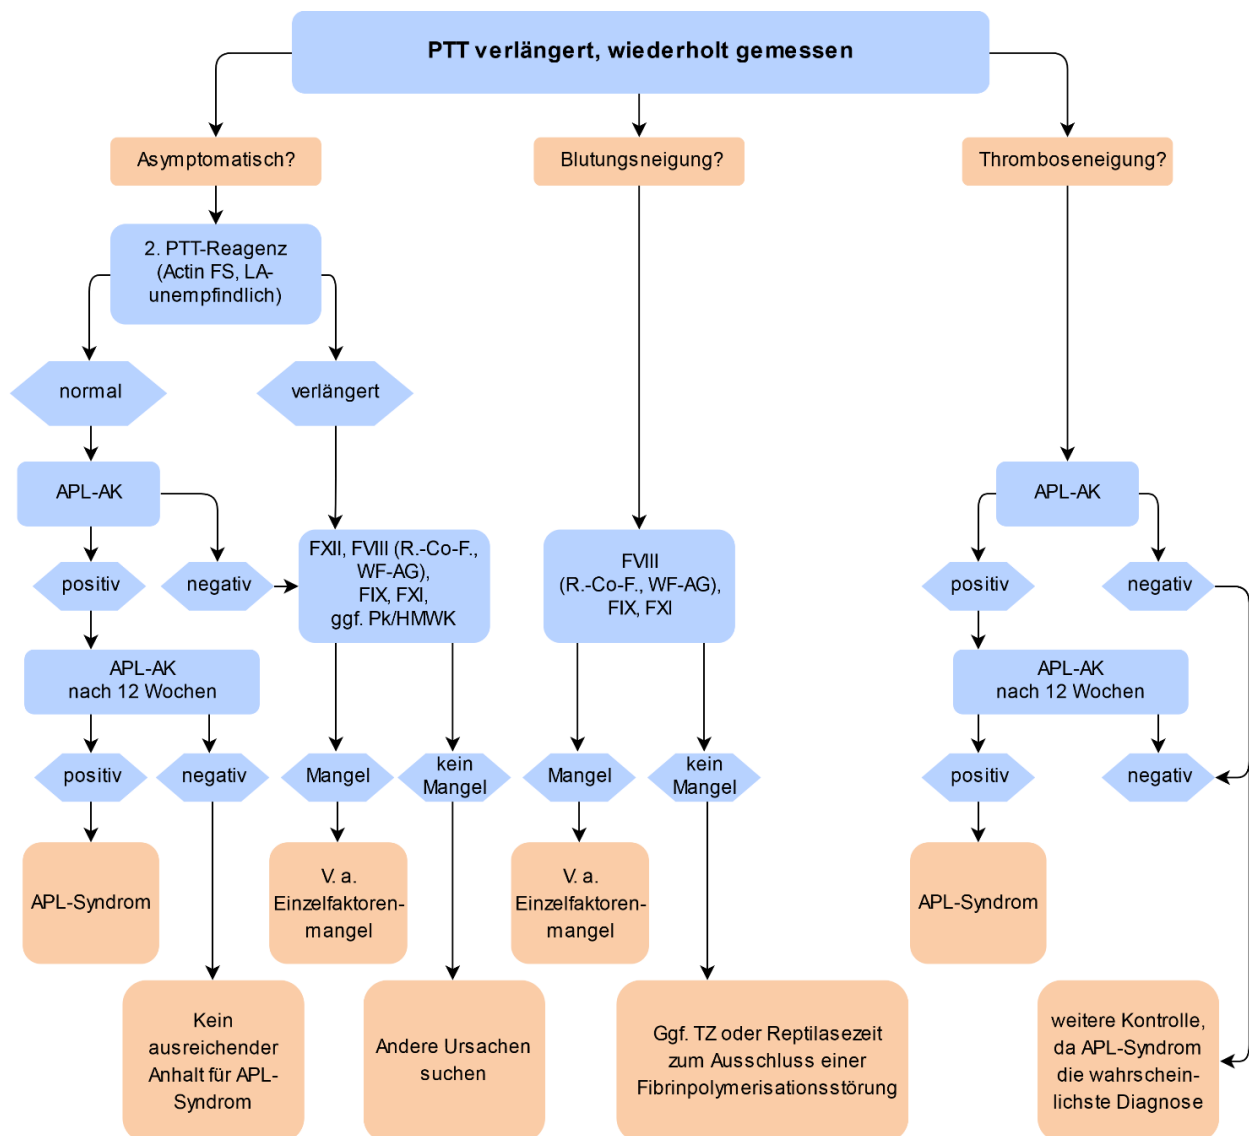 PTT verlängert, wiederholt gemessen
Asymptomatisch?
Blutungsneigung?
Thromboseneigung?
2. PTT-Reagenz
(Actin FS, LA-
unempfindlich)
normal
verlängert
APL-AK
APL-AK
FXII, FVIII (R.-Co-F.,
WF-AG),
FIX, FXI,
ggf. Pk/HMWK
FVIII
(R.-Co-F., WF-AG),
FIX, FXI
positiv
negativ
positiv
negativ
APL-AK
nach 12 Wochen
APL-AK
nach 12 Wochen
positiv
negativ
Mangel
kein
Mangel
Mangel
kein
Mangel
positiv
negativ
APL-Syndrom
V. a.
Einzelfaktoren-
mangel
V. a.
Einzelfaktoren-
mangel
APL-Syndrom
Kein
ausreichender
Anhalt für APL-
Syndrom
Andere Ursachen
suchen
Ggf. TZ oder Reptilasezeit
zum Ausschluss einer
Fibrinpolymerisationsstörung
weitere Kontrolle,
da APL-Syndrom
die wahrschein-
lichste Diagnose